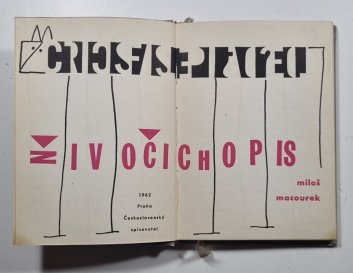 ŽIVOČICHOPIS
miloš
macourek
1962
Praha
Československý
spisovatel